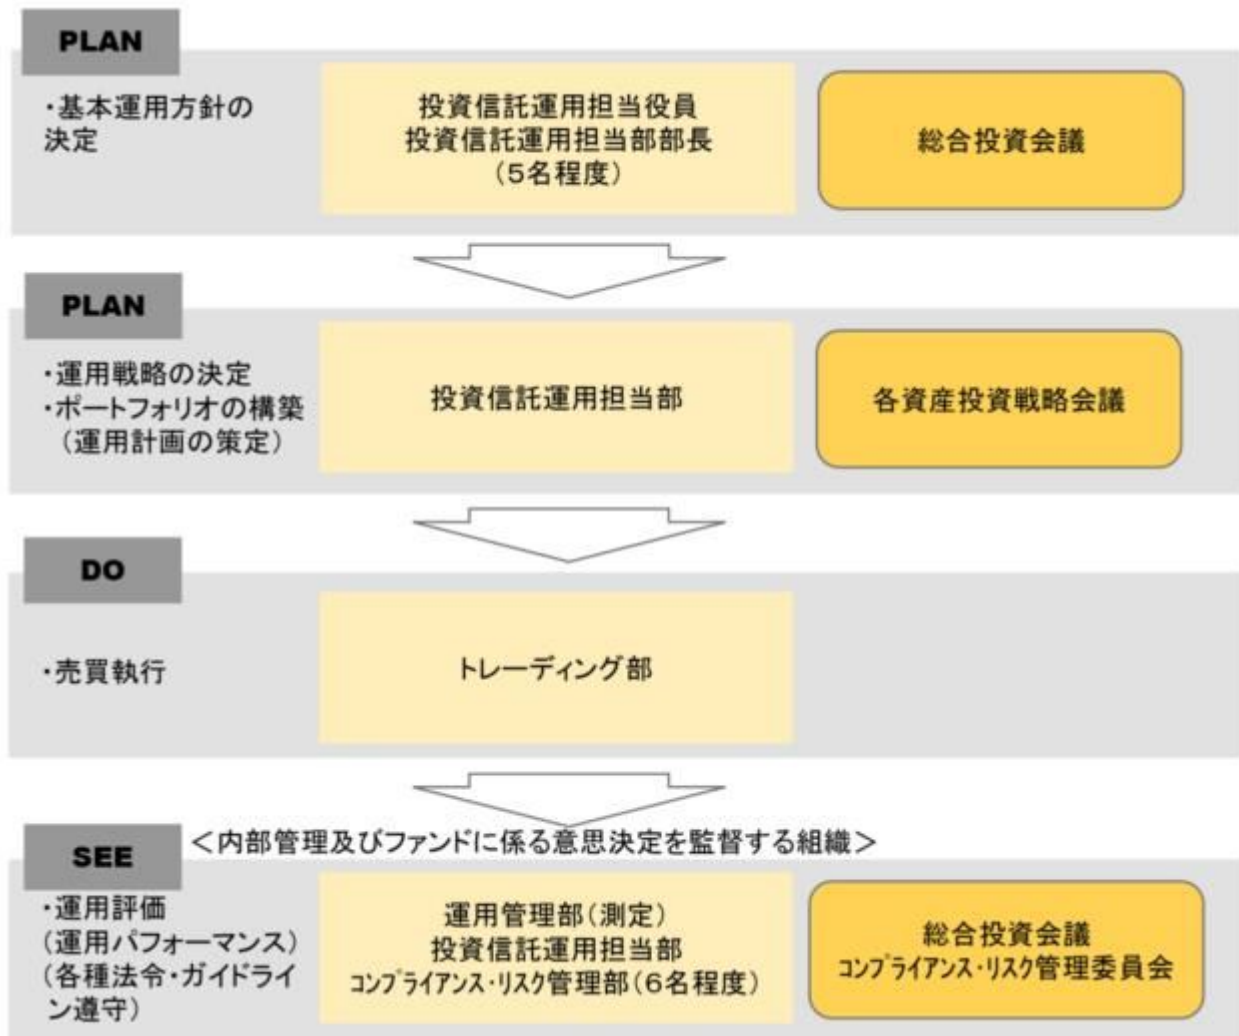 PLAN
・基本運用方針の
決定
投資信託運用担当役員
投資信託運用担当部部長
(5名程度)
総合投資会議
PLAN
・運用戦略の決定
・ポートフォリオの構築
(運用計画の策定)
投資信託運用担当部
各資産投資戦略会議
DO
・売買執行
トレーディング部
SEE
<内部管理及びファンドに係る意思決定を監督する組織>
・運用評価
(運用パフォーマンス)
(各種法令・ガイドライ
ン遵守)
運用管理部(測定)
投資信託運用担当部
コンプライアンス・リスク管理部(6名程度)
総合投資会議
コンプライアンス・リスク管理委員会